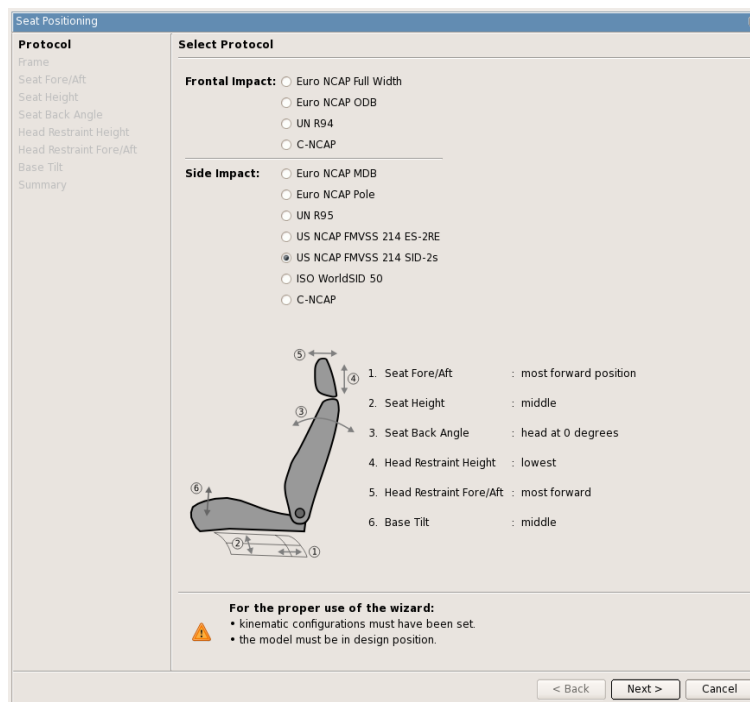 Seat Positioning
Protocol
Frame
Seat Fore/Aft
Seat Height
Seat Back Angle
Head Restraint Height
Head Restraint Fore/Aft
Base Tilt
Summary
Select Protocol
Frontal Impact: Euro NCAP Full Width
Euro NCAP ODB
UN R94
C-NCAP
Side Impact: Euro NCAP MDB
Euro NCAP Pole
UN R95
US NCAP FMVSS 214 ES-2RE
US NCAP FMVSS 214 SID-2s
ISO WorldSID 50
C-NCAP
5
4
3
6
2
1
1. Seat Fore/Aft : most forward position
2. Seat Height : middle
3. Seat Back Angle : head at 0 degrees
4. Head Restraint Height : lowest
5. Head Restraint Fore/Aft : most forward
6. Base Tilt : middle
For the proper use of the wizard:
• kinematic configurations must have been set.
• the model must be in design position.
< Back Next > Cancel